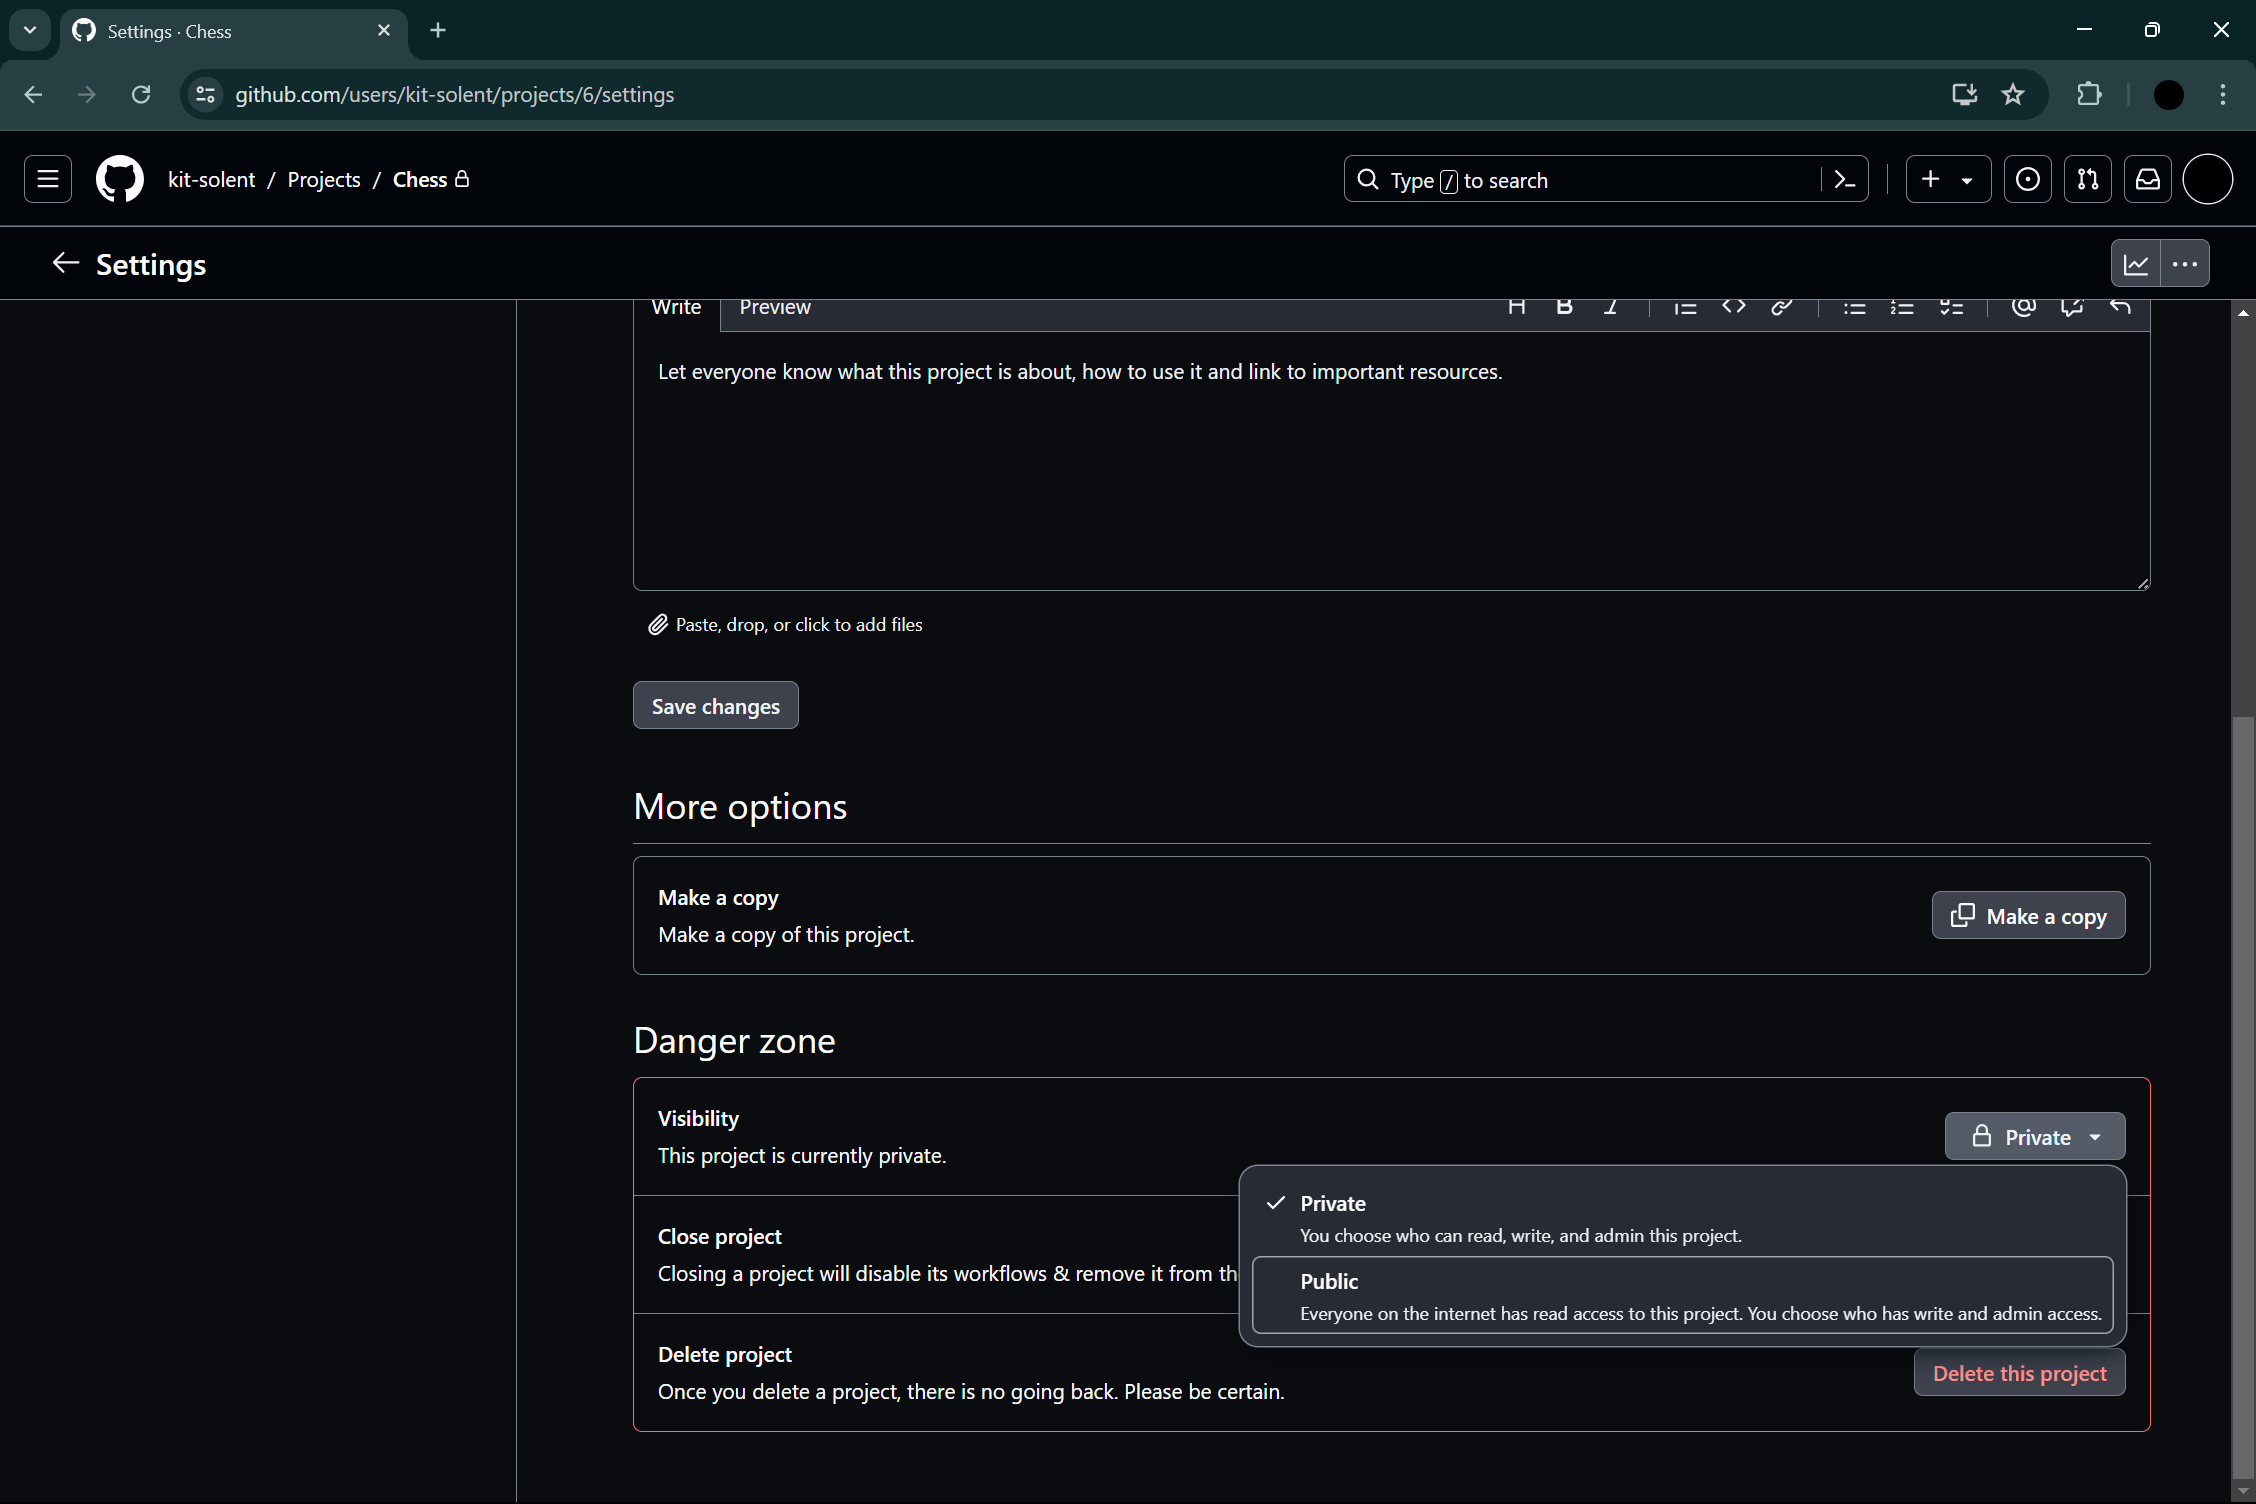 Settings · Chess
github.com/users/kit-solent/projects/6/settings
kit-solent / Projects / Chess
Type / to search
Settings
Write Preview
Let everyone know what this project is about, how to use it and link to important resources.
Paste, drop, or click to add files
Save changes
More options
Make a copy
Make a copy of this project.
Make a copy
Danger zone
Visibility
This project is currently private.
Private
Private
You choose who can read, write, and admin this project.
Public
Everyone on the internet has read access to this project. You choose who has write and admin access.
Close project
Closing a project will disable its workflows & remove it from th
Delete project
Once you delete a project, there is no going back. Please be certain.
Delete this project